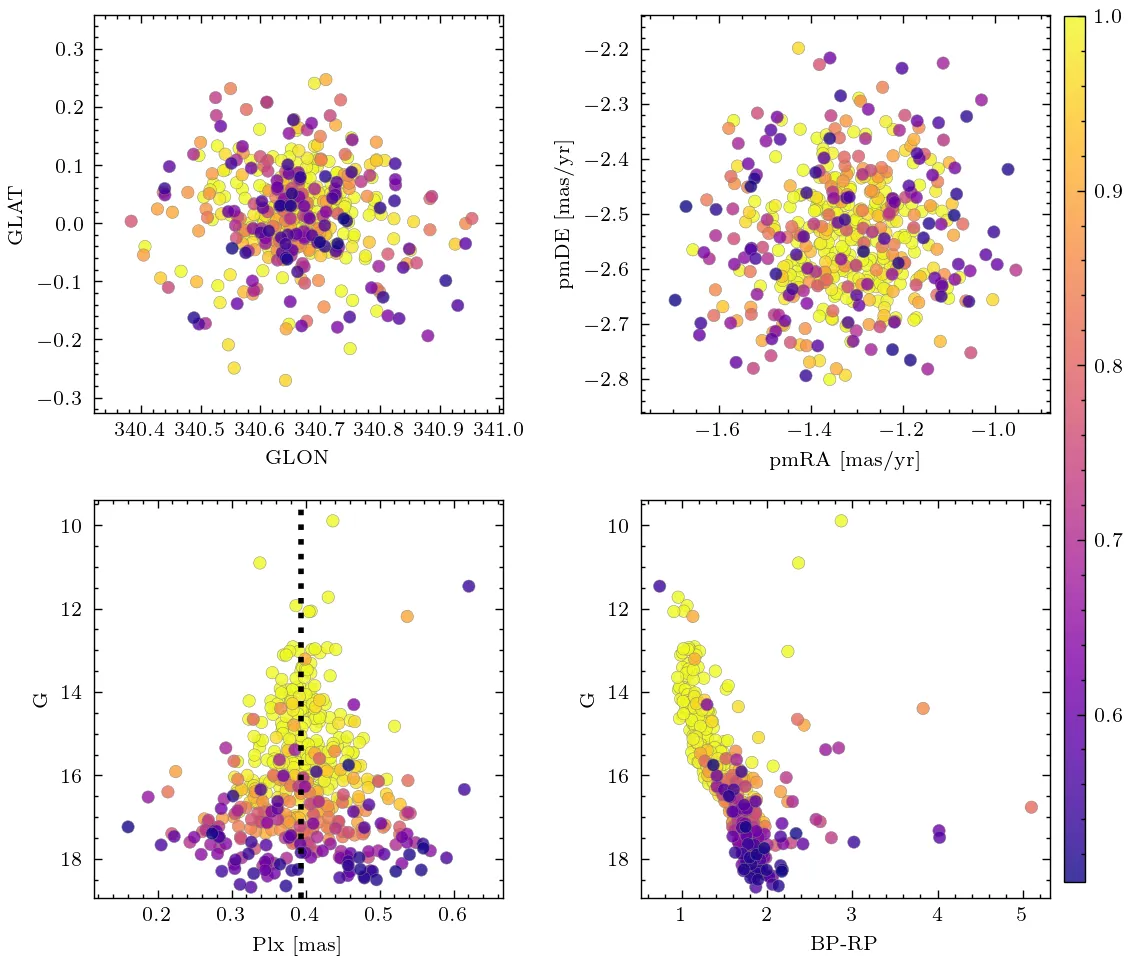 0.3
0.2
0.1
0.0
−0.1
−0.2
−0.3
GLAT
340.4 340.5 340.6 340.7 340.8 340.9 341.0
GLON
−2.2
−2.3
−2.4
−2.5
−2.6
−2.7
−2.8
pmDE [mas/yr]
−1.6 −1.4 −1.2 −1.0
pmRA [mas/yr]
1.0
0.9
0.8
0.7
0.6
10
12
14
16
18
G
0.2 0.3 0.4 0.5 0.6
Plx [mas]
10
12
14
16
18
G
1 2 3 4 5
BP-RP